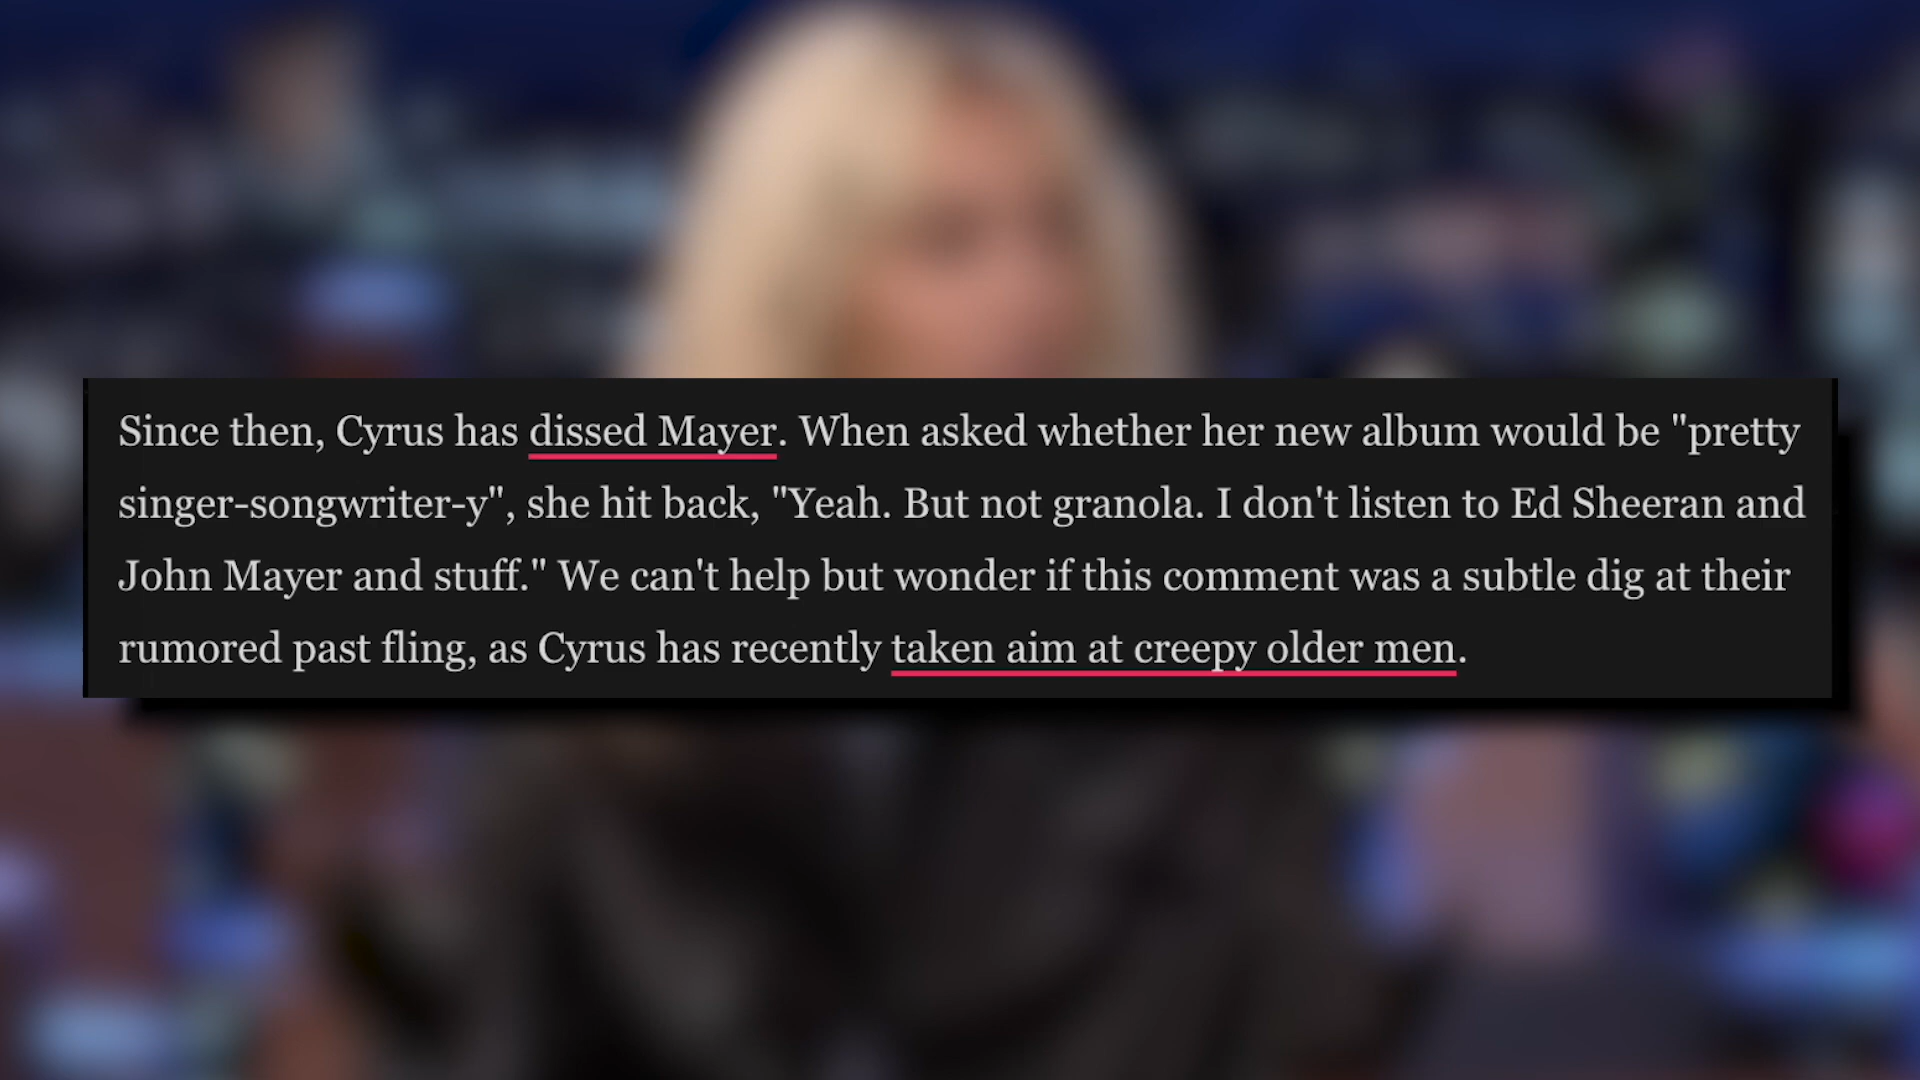 Since then, Cyrus has dissed Mayer. When asked whether her new album would be "pretty
singer-songwriter-y", she hit back, "Yeah. But not granola. I don't listen to Ed Sheeran and
John Mayer and stuff." We can't help but wonder if this comment was a subtle dig at their
rumored past fling, as Cyrus has recently taken aim at creepy older men.